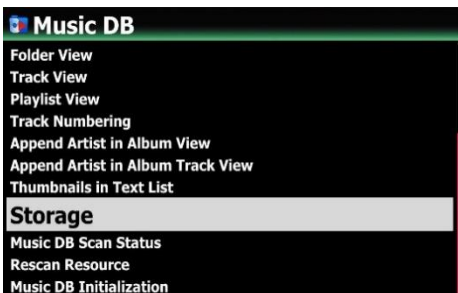 Music DB
Folder View
Track View
Playlist View
Track Numbering
Append Artist in Album View
Append Artist in Album Track View
Thumbnails in Text List
Storage
Music DB Scan Status
Rescan Resource
Music DB Initialization